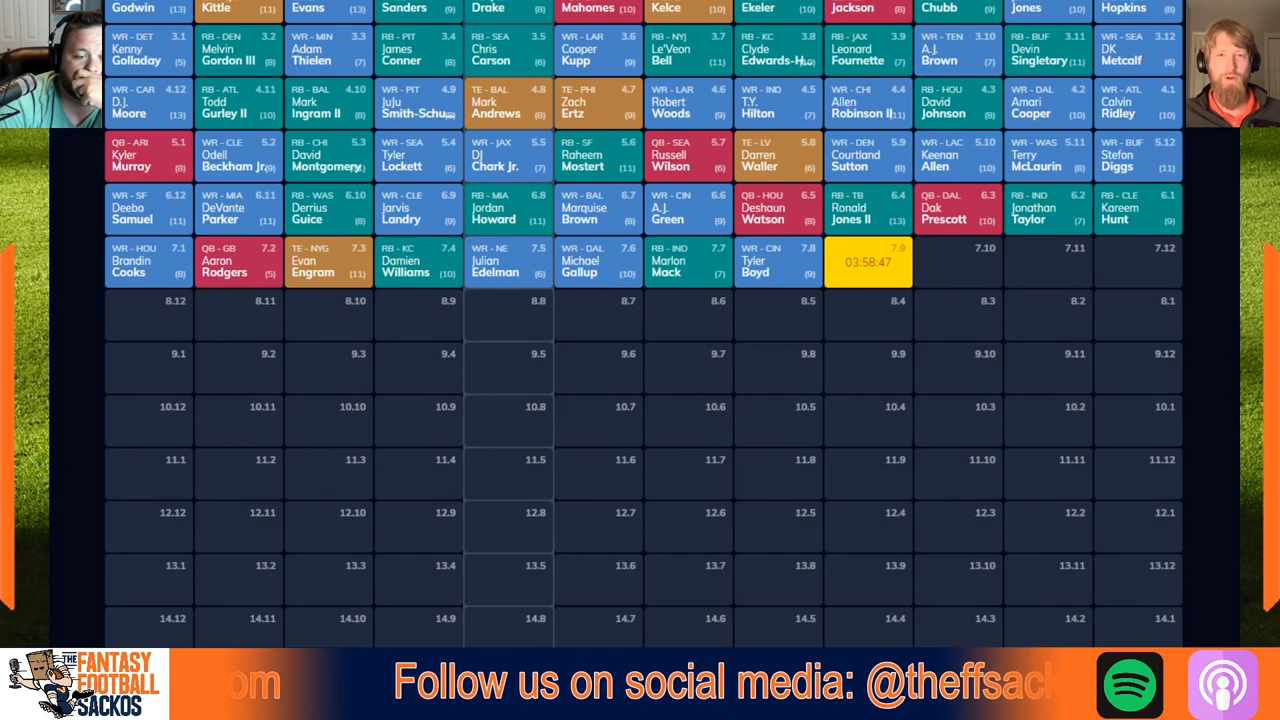 Godwin (13) Kittle (11) Evans (13) Sanders (9) Drake (8) Mahomes (10) Kelce (10) Ekeler (10) Jackson (8) Chubb (9) Jones (10) Hopkins (8)
WR - DET 3.1 RB - DEN 3.2 WR - MIN 3.3 RB - PIT 3.4 RB - SEA 3.5 WR - LAR 3.6 RB - NYJ 3.7 RB - KC 3.8 RB - JAX 3.9 WR - TEN 3.10 RB - BUF 3.11 WR - SEA 3.12
Kenny Melvin Adam James Chris Cooper Le'Veon Clyde Leonard A.J. Devin DK
Golladay (5) Gordon III (8) Thielen (7) Conner (8) Carson (6) Kupp (9) Bell (11) Edwards-H... Fournette (7) Brown (7) Singletary (11) Metcalf (6)
WR - CAR 4.12 RB - ATL 4.11 RB - BAL 4.10 WR - PIT 4.9 TE - BAL 4.8 TE - PHI 4.7 WR - LAR 4.6 WR - IND 4.5 WR - CHI 4.4 RB - HOU 4.3 WR - DAL 4.2 WR - ATL 4.1
D.J. Todd Mark JuJu Mark Zach Robert T.Y. Allen David Amari Calvin
Moore (13) Gurley II (10) Ingram II (8) Smith-Schu... Andrews (8) Ertz (9) Woods (9) Hilton (7) Robinson II (11) Johnson (8) Cooper (10) Ridley (10)
QB - ARI 5.1 WR - CLE 5.2 RB - CHI 5.3 WR - SEA 5.4 WR - JAX 5.5 RB - SF 5.6 QB - SEA 5.7 TE - LV 5.8 WR - DEN 5.9 WR - LAC 5.10 WR - WAS 5.11 WR - BUF 5.12
Kyler Odell David Tyler DJ Raheem Russell Darren Courtland Keenan Terry Stefon
Murray (8) Beckham Jr. (9) Montgomery Lockett (6) Chark Jr. (7) Mostert (11) Wilson (6) Waller (6) Sutton (8) Allen (10) McLaurin (8) Diggs (11)
WR - SF 6.12 WR - MIA 6.11 RB - WAS 6.10 WR - CLE 6.9 RB - MIA 6.8 WR - BAL 6.7 WR - CIN 6.6 QB - HOU 6.5 RB - TB 6.4 QB - DAL 6.3 RB - IND 6.2 RB - CLE 6.1
Deebo DeVante Derrius Jarvis Jordan Marquise A.J. Deshaun Ronald Dak Jonathan Kareem
Samuel (11) Parker (11) Guice (8) Landry (9) Howard (11) Brown (8) Green (9) Watson (8) Jones II (13) Prescott (10) Taylor (7) Hunt (9)
WR - HOU 7.1 QB - GB 7.2 TE - NYG 7.3 RB - KC 7.4 WR - NE 7.5 WR - DAL 7.6 RB - IND 7.7 WR - CIN 7.8 7.9 7.10 7.11 7.12
Brandin Aaron Evan Damien Julian Michael Marlon Tyler 03:58:47
Cooks (8) Rodgers (5) Engram (11) Williams (10) Edelman (6) Gallup (10) Mack (7) Boyd (9)
8.12 8.11 8.10 8.9 8.8 8.7 8.6 8.5 8.4 8.3 8.2 8.1
9.1 9.2 9.3 9.4 9.5 9.6 9.7 9.8 9.9 9.10 9.11 9.12
10.12 10.11 10.10 10.9 10.8 10.7 10.6 10.5 10.4 10.3 10.2 10.1
11.1 11.2 11.3 11.4 11.5 11.6 11.7 11.8 11.9 11.10 11.11 11.12
12.12 12.11 12.10 12.9 12.8 12.7 12.6 12.5 12.4 12.3 12.2 12.1
13.1 13.2 13.3 13.4 13.5 13.6 13.7 13.8 13.9 13.10 13.11 13.12
14.12 14.11 14.10 14.9 14.8 14.7 14.6 14.5 14.4 14.3 14.2 14.1
THE FANTASY
FOOTBALL
SACKOS
om Follow us on social media: @theffsack